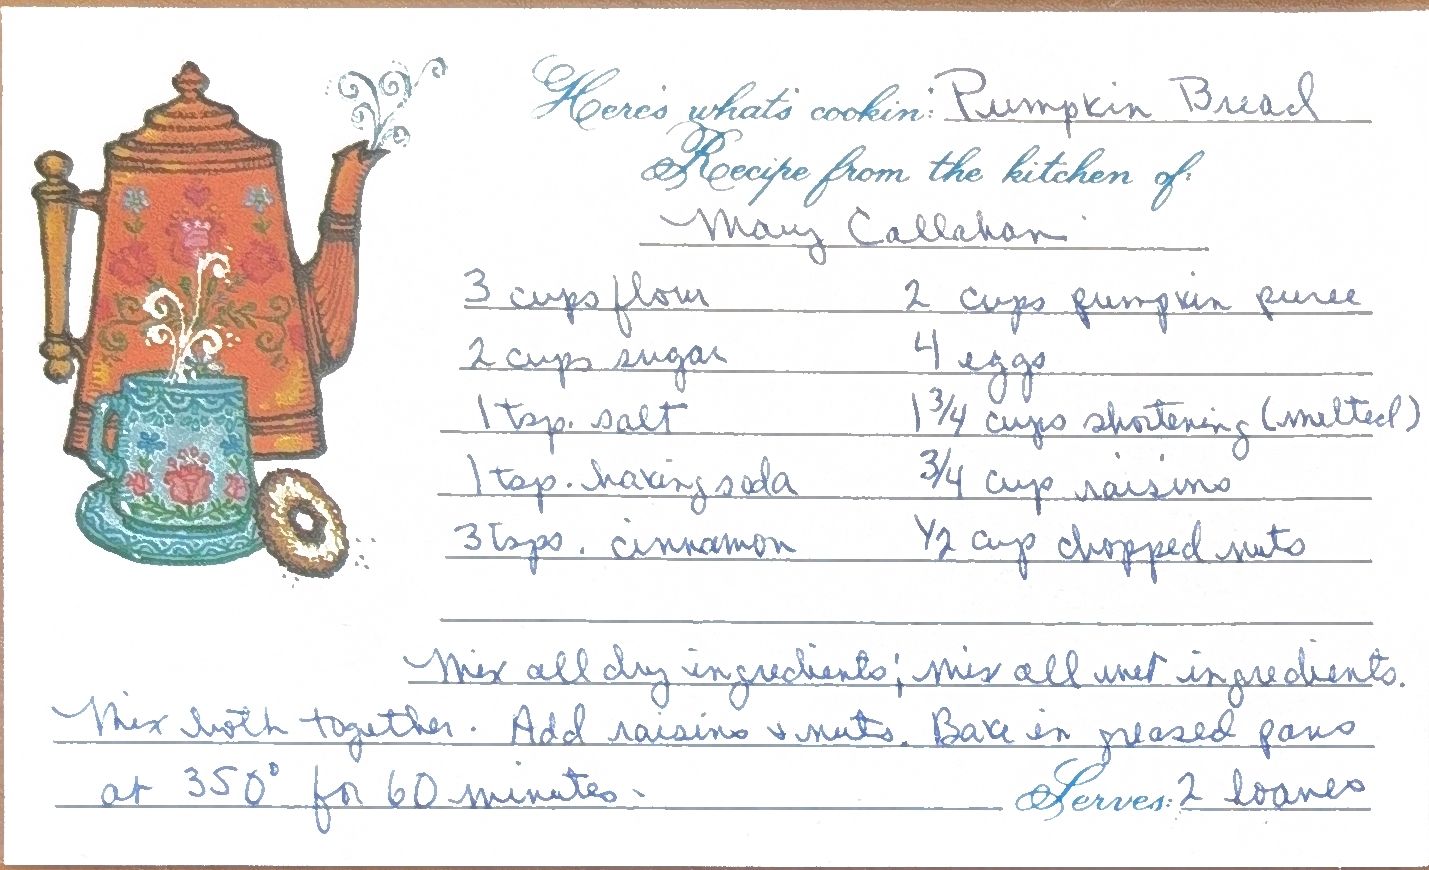 Here's what's cookin': Pumpkin Bread
Recipe from the kitchen of:
Mary Callahan
3 cups flour 2 cups pumpkin puree
2 cups sugar 4 eggs
1 tsp. salt 1 3/4 cups shortening (melted)
1 tsp. baking soda 3/4 cup raisins
3 tsps. cinnamon 1/2 cup chopped nuts
Mix all dry ingredients; mix all wet ingredients.
Mix both together. Add raisins & nuts. Bake in greased pans
at 350° for 60 minutes. Serves: 2 loaves